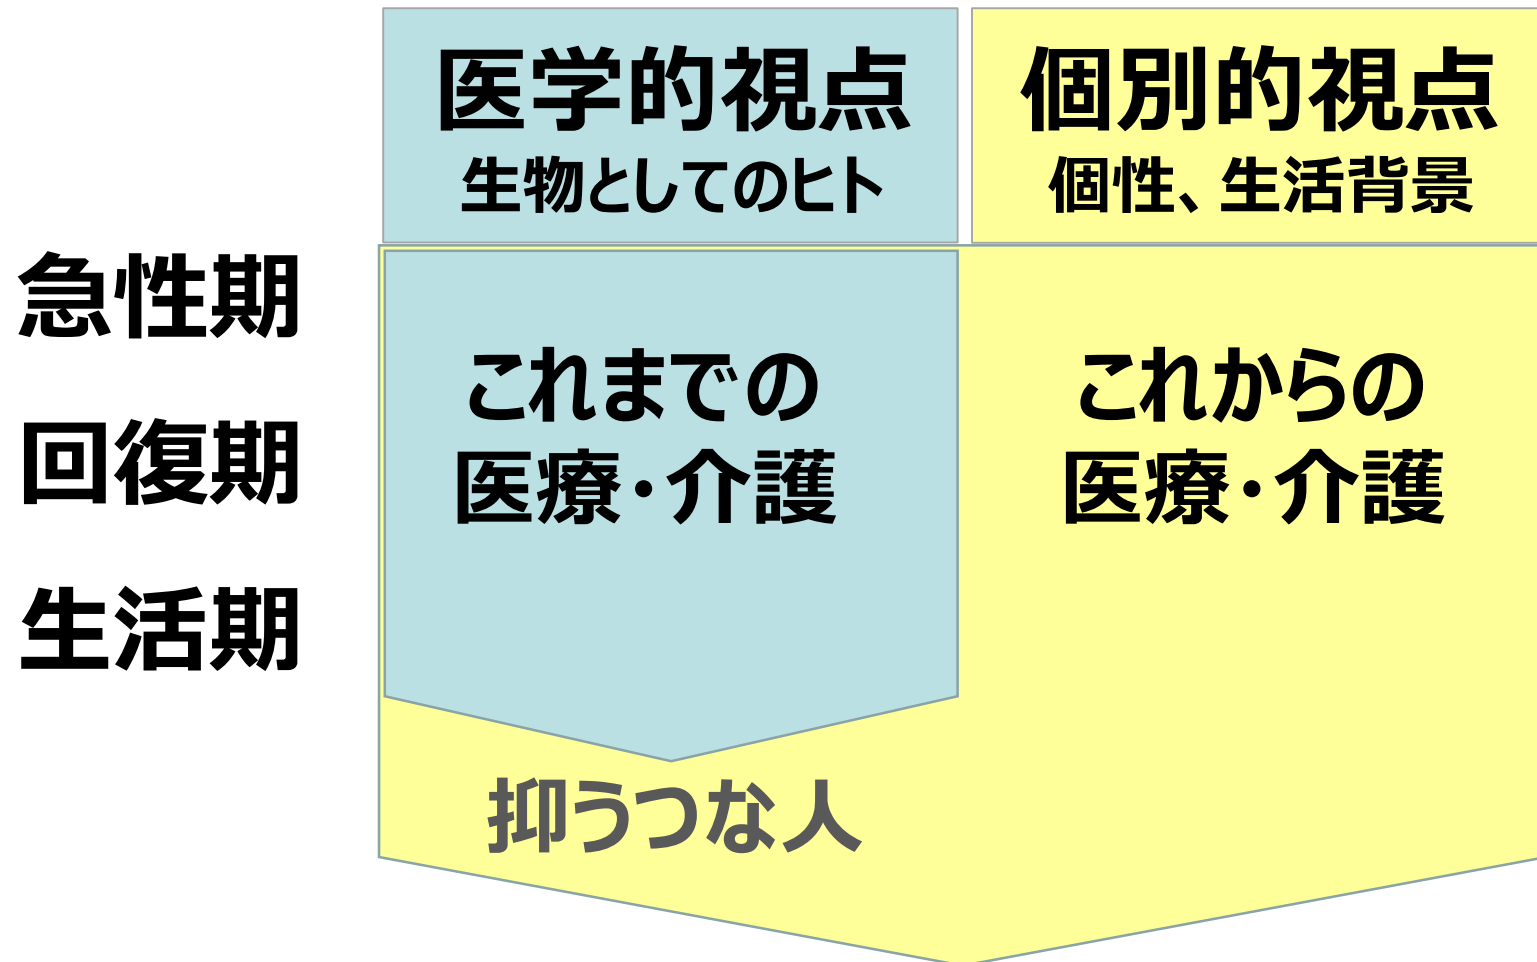 医学的視点
生物としてのヒト
個別的視点
個性、生活背景
急性期
回復期
生活期
これまでの
医療・介護
これからの
医療・介護
抑うつな人